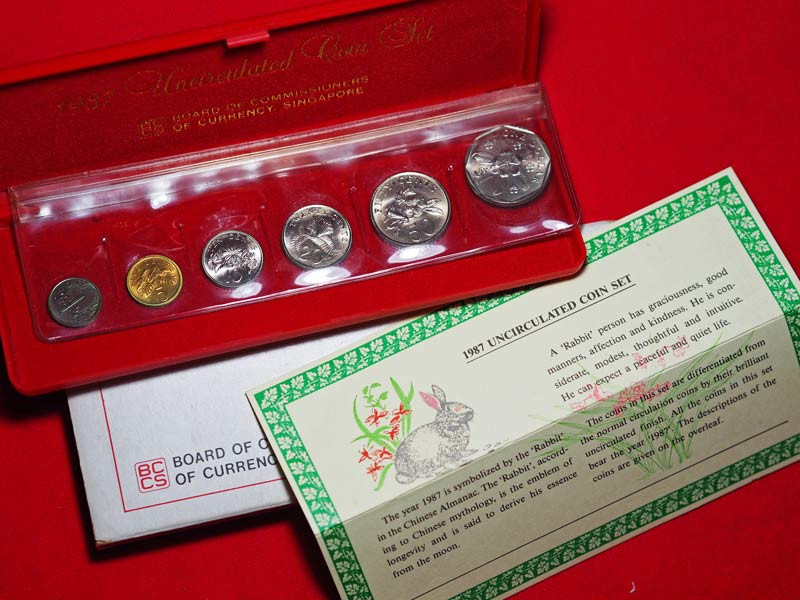 1987 Uncirculated Coin Set
BCCS BOARD OF COMMISSIONERS
OF CURRENCY, SINGAPORE
50
BC
CS
BOARD OF C
OF CURRENC
1987 UNCIRCULATED COIN SET
The year 1987 is symbolized by the 'Rabbit'
in the Chinese Almanac. The 'Rabbit', accord-
ing to Chinese mythology, is the emblem of
longevity and is said to derive his essence
from the moon.
A 'Rabbit' person has graciousness, good
manners, affection and kindness. He is con-
siderate, modest, thoughtful and intuitive.
He can expect a peaceful and quiet life.
The coins in this set are differentiated from
the normal circulation coins by their brilliant
uncirculated finish. All the coins in this set
bear the year '1987'. The descriptions of the
coins are given on the overleaf.